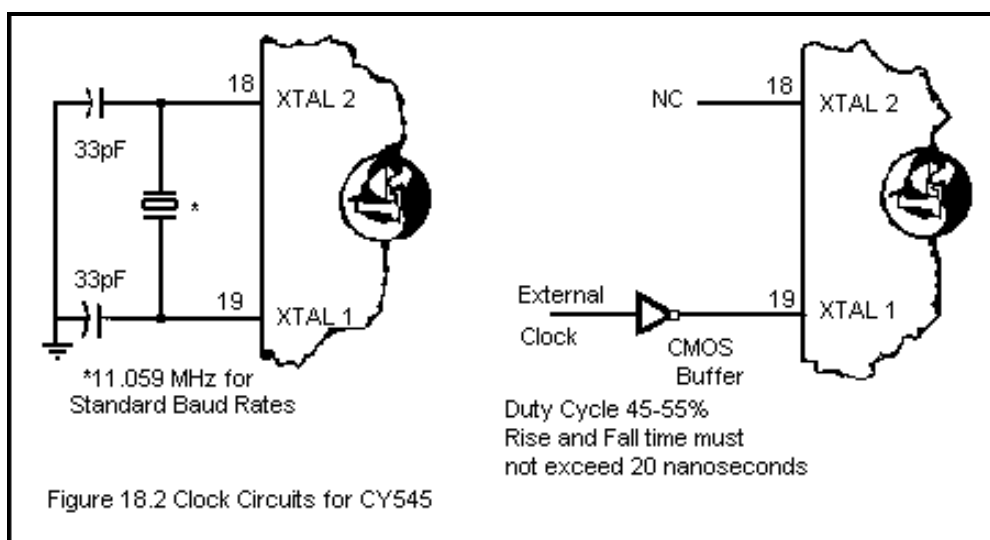 18
XTAL 2
33pF
*
33pF
19
XTAL 1
*11.059 MHz for
Standard Baud Rates
NC
18
XTAL 2
External
Clock
19
XTAL 1
CMOS
Buffer
Duty Cycle 45-55%
Rise and Fall time must
not exceed 20 nanoseconds
Figure 18.2 Clock Circuits for CY545